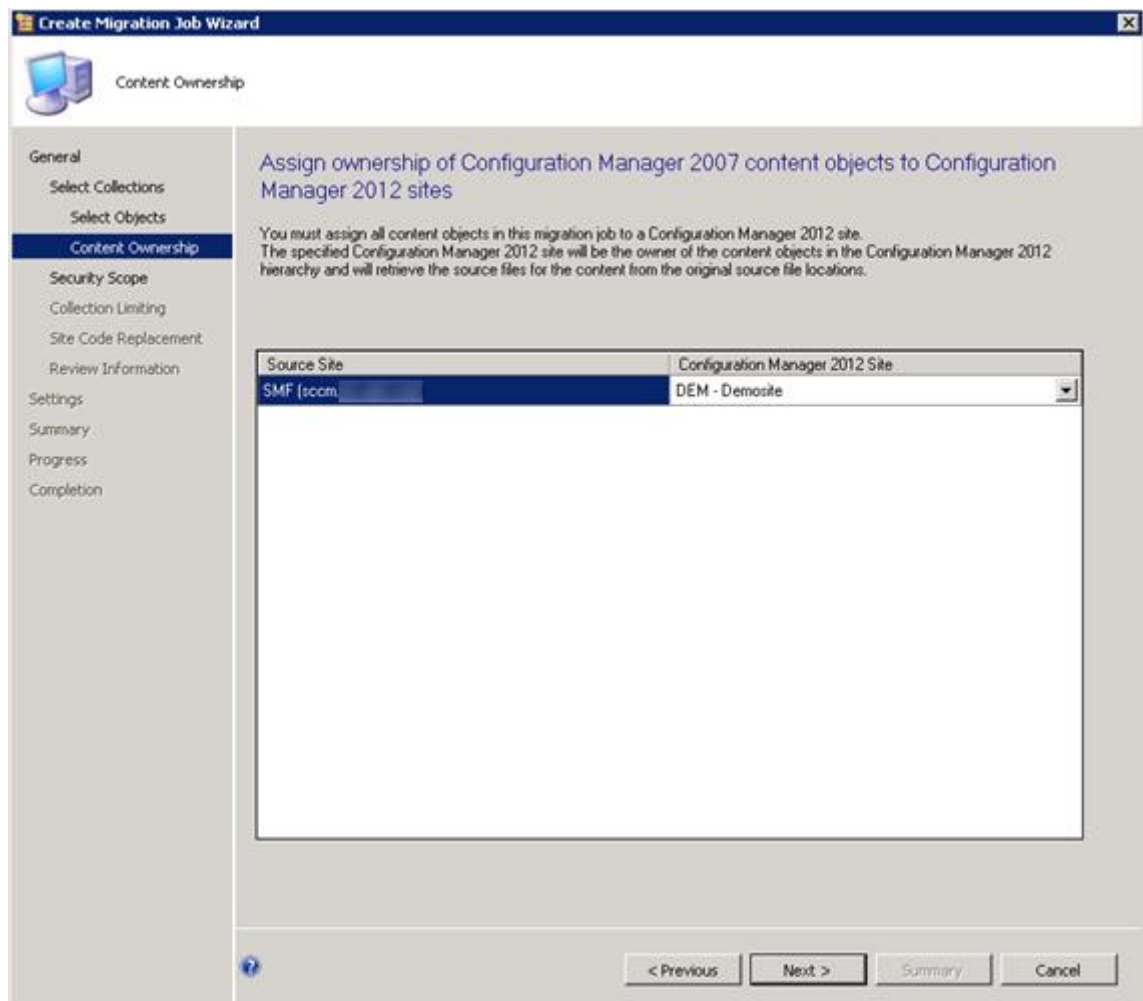 Create Migration Job Wizard
Content Ownership
General
Select Collections
Select Objects
Content Ownership
Security Scope
Collection Limiting
Site Code Replacement
Review Information
Settings
Summary
Progress
Completion
Assign ownership of Configuration Manager 2007 content objects to Configuration
Manager 2012 sites
You must assign all content objects in this migration job to a Configuration Manager 2012 site.
The specified Configuration Manager 2012 site will be the owner of the content objects in the Configuration Manager 2012
hierarchy and will retrieve the source files for the content from the original source file locations.
Source Site Configuration Manager 2012 Site
SMF (sccm. DEM - Demosite
< Previous Next > Summary Cancel